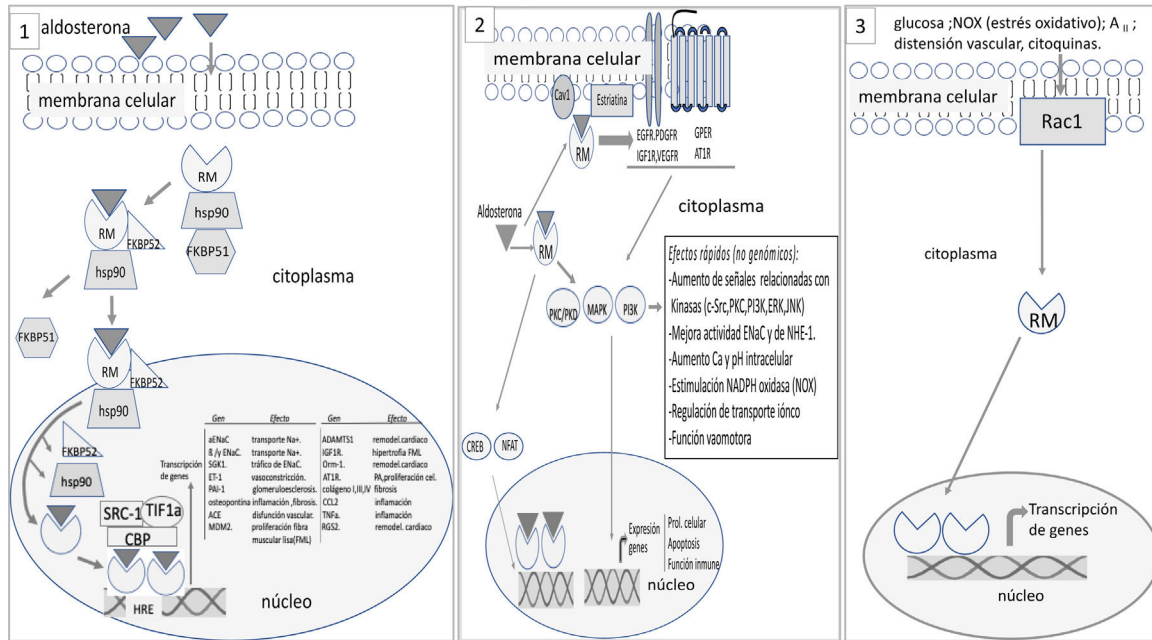 1
aldosterona
membrana celular
RM
hsp90
FKBP51
RM
FKBP52
hsp90
citoplasma
FKBP51
RM
FKBP52
hsp90
FKBP52
hsp90
SRC-1
TIF1a
CBP
HRE
núcleo
Transcripción
de genes
Gen Efecto Gen Efecto
aENaC transporte Na+. ADAMTS1 remodel.cardiaco
ß /y ENaC. transporte Na+. IGF1R. hipertrofia FML
SGK1. tráfico de ENaC. Orm-1. remodel.cardiaco
ET-1 vasoconstricción. AT1R. PA,proliferación cel.
PAI-1 glomeruloesclerosis. colágeno I,III,IV fibrosis
osteopontina inflamación ,fibrosis. CCL2 inflamación
ACE disfunción vascular. TNFa. inflamación
MDM2. proliferación fibra RGS2. remodel. cardiaco
muscular lisa(FML)
2
membrana celular
Cav1
Estriatina
RM
EGFR.PDGFR GPER
IGF1R,VEGFR AT1R
citoplasma
Aldosterona
RM
PKC/PKD
MAPK
PI3K
Efectos rápidos (no genómicos):
-Aumento de señales relacionadas con
Kinasas (c-Src,PKC,PI3K,ERK,JNK)
-Mejora actividad ENaC y de NHE-1.
-Aumento Ca y pH intracelular
-Estimulación NADPH oxidasa (NOX)
-Regulación de transporte iónco
-Función vaomotora
CREB
NFAT
Expresión
genes
Prol. celular
Apoptosis
Función inmune
núcleo
3
glucosa ;NOX (estrés oxidativo); A II ;
distensión vascular, citoquinas.
membrana celular
Rac1
citoplasma
RM
Transcripción
de genes
núcleo